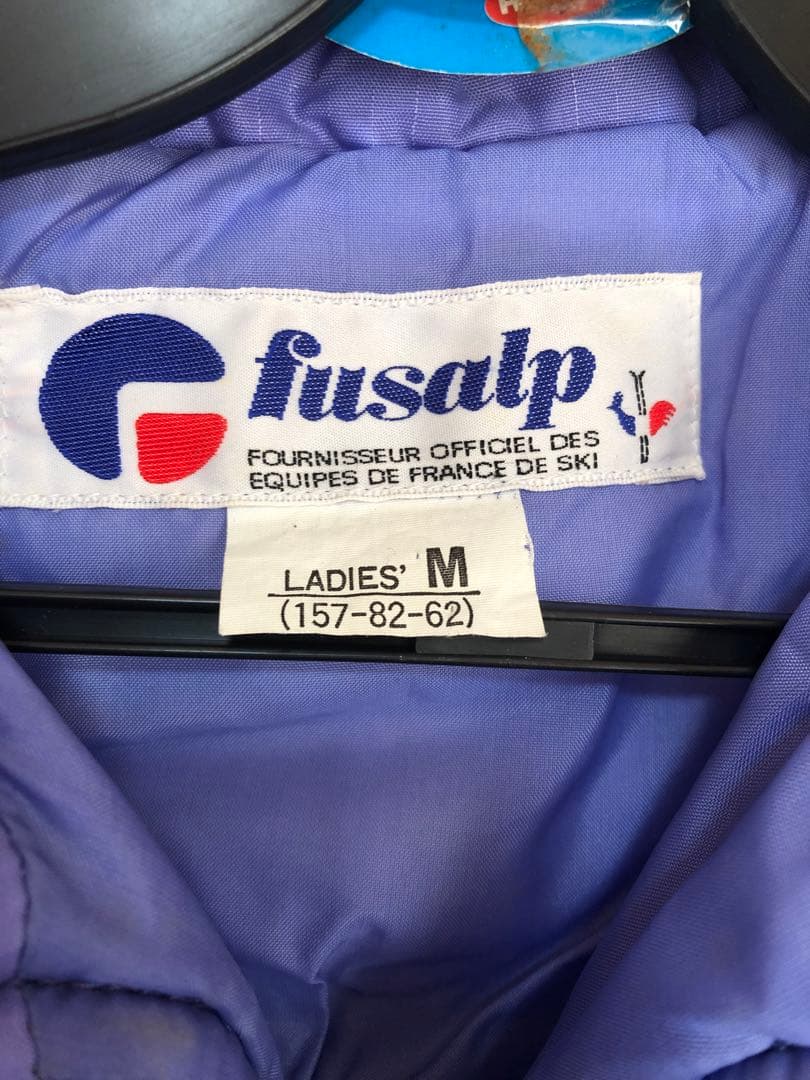 fusalp
FOURNISSEUR OFFICIEL DES
EQUIPES DE FRANCE DE SKI
LADIES' M
(157-82-62)